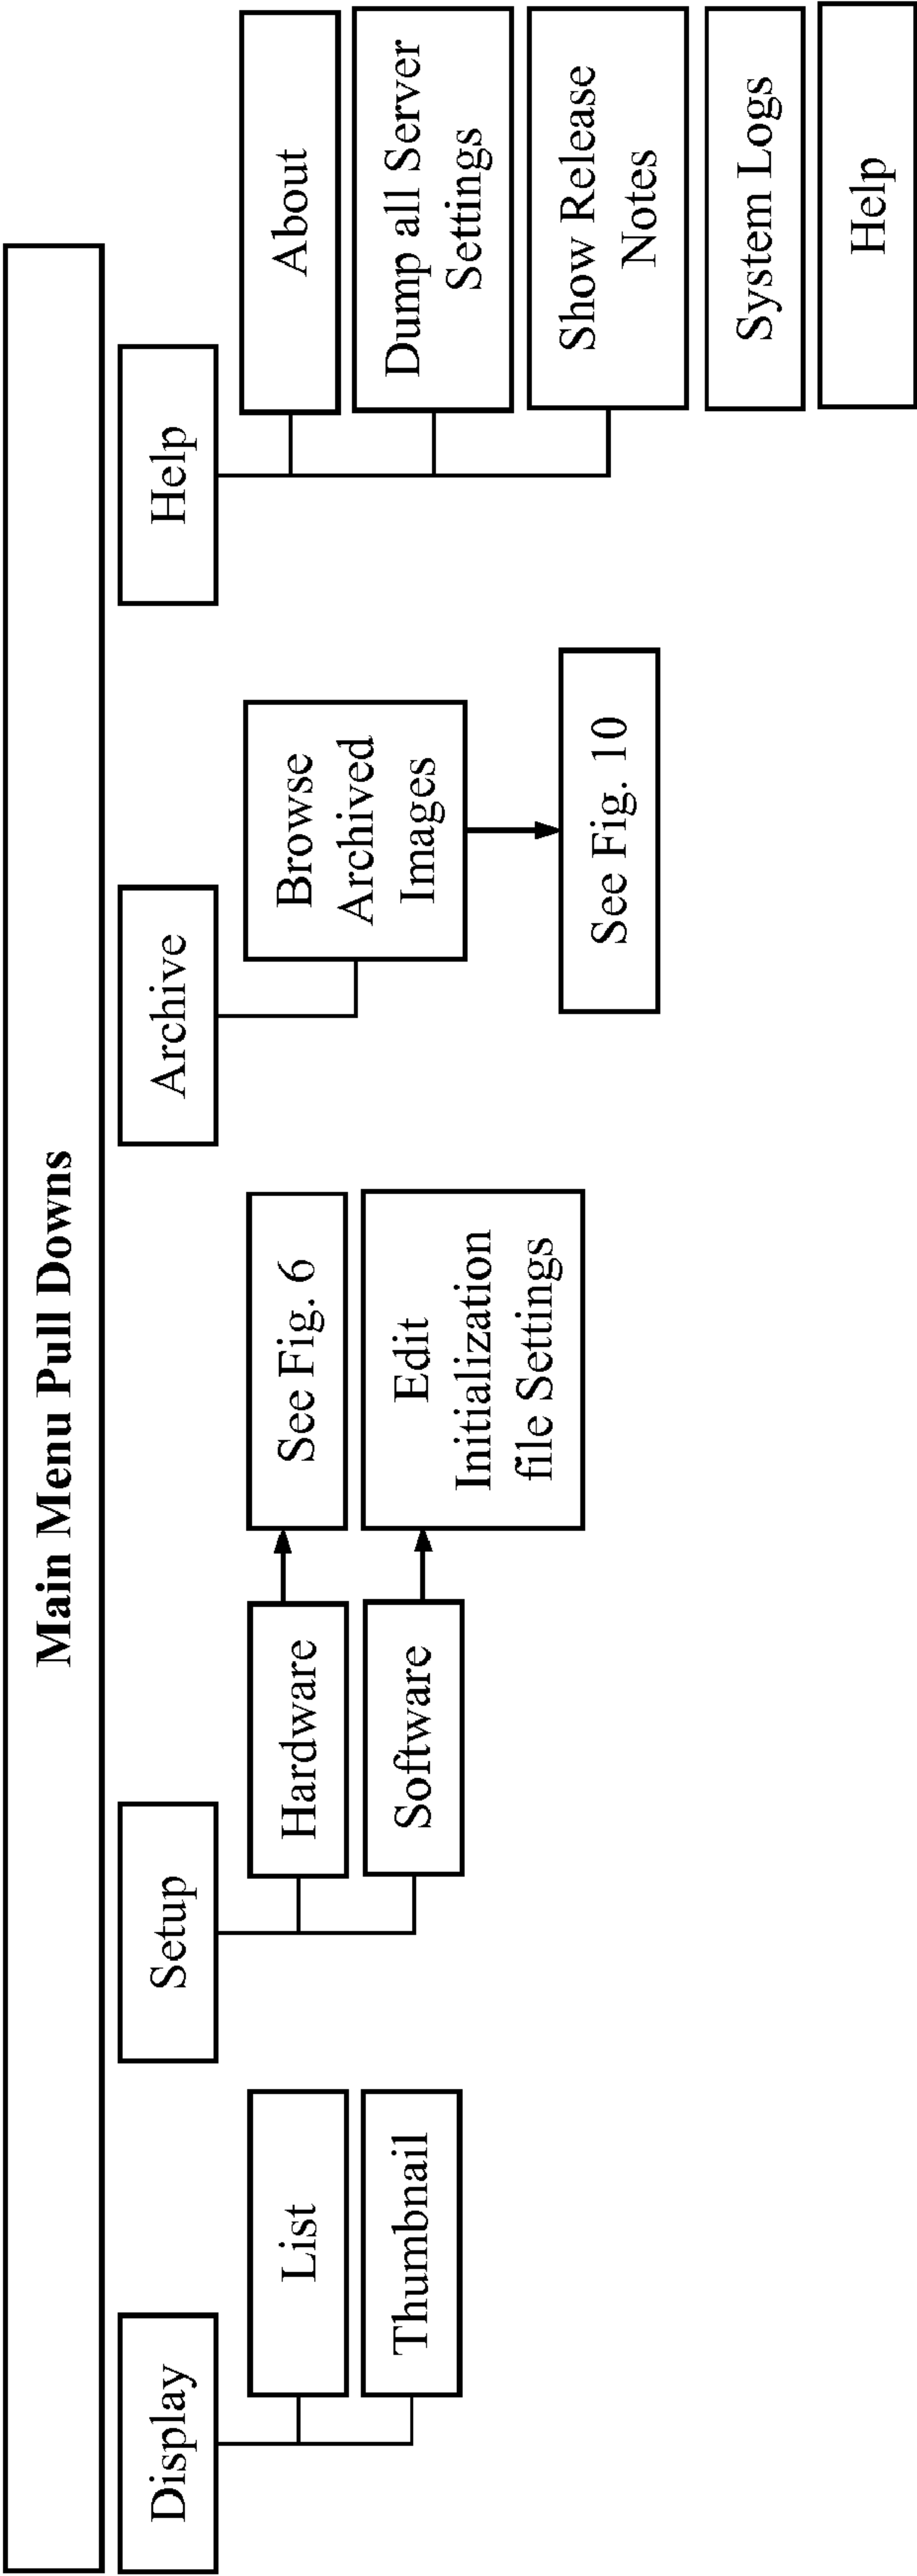 Main Menu Pull Downs
Display
List
Thumbnail
Setup
Hardware
See Fig. 6
Software
Edit
Initialization
file Settings
Archive
Browse
Archived
Images
See Fig. 10
Help
About
Dump all Server
Settings
Show Release
Notes
System Logs
Help